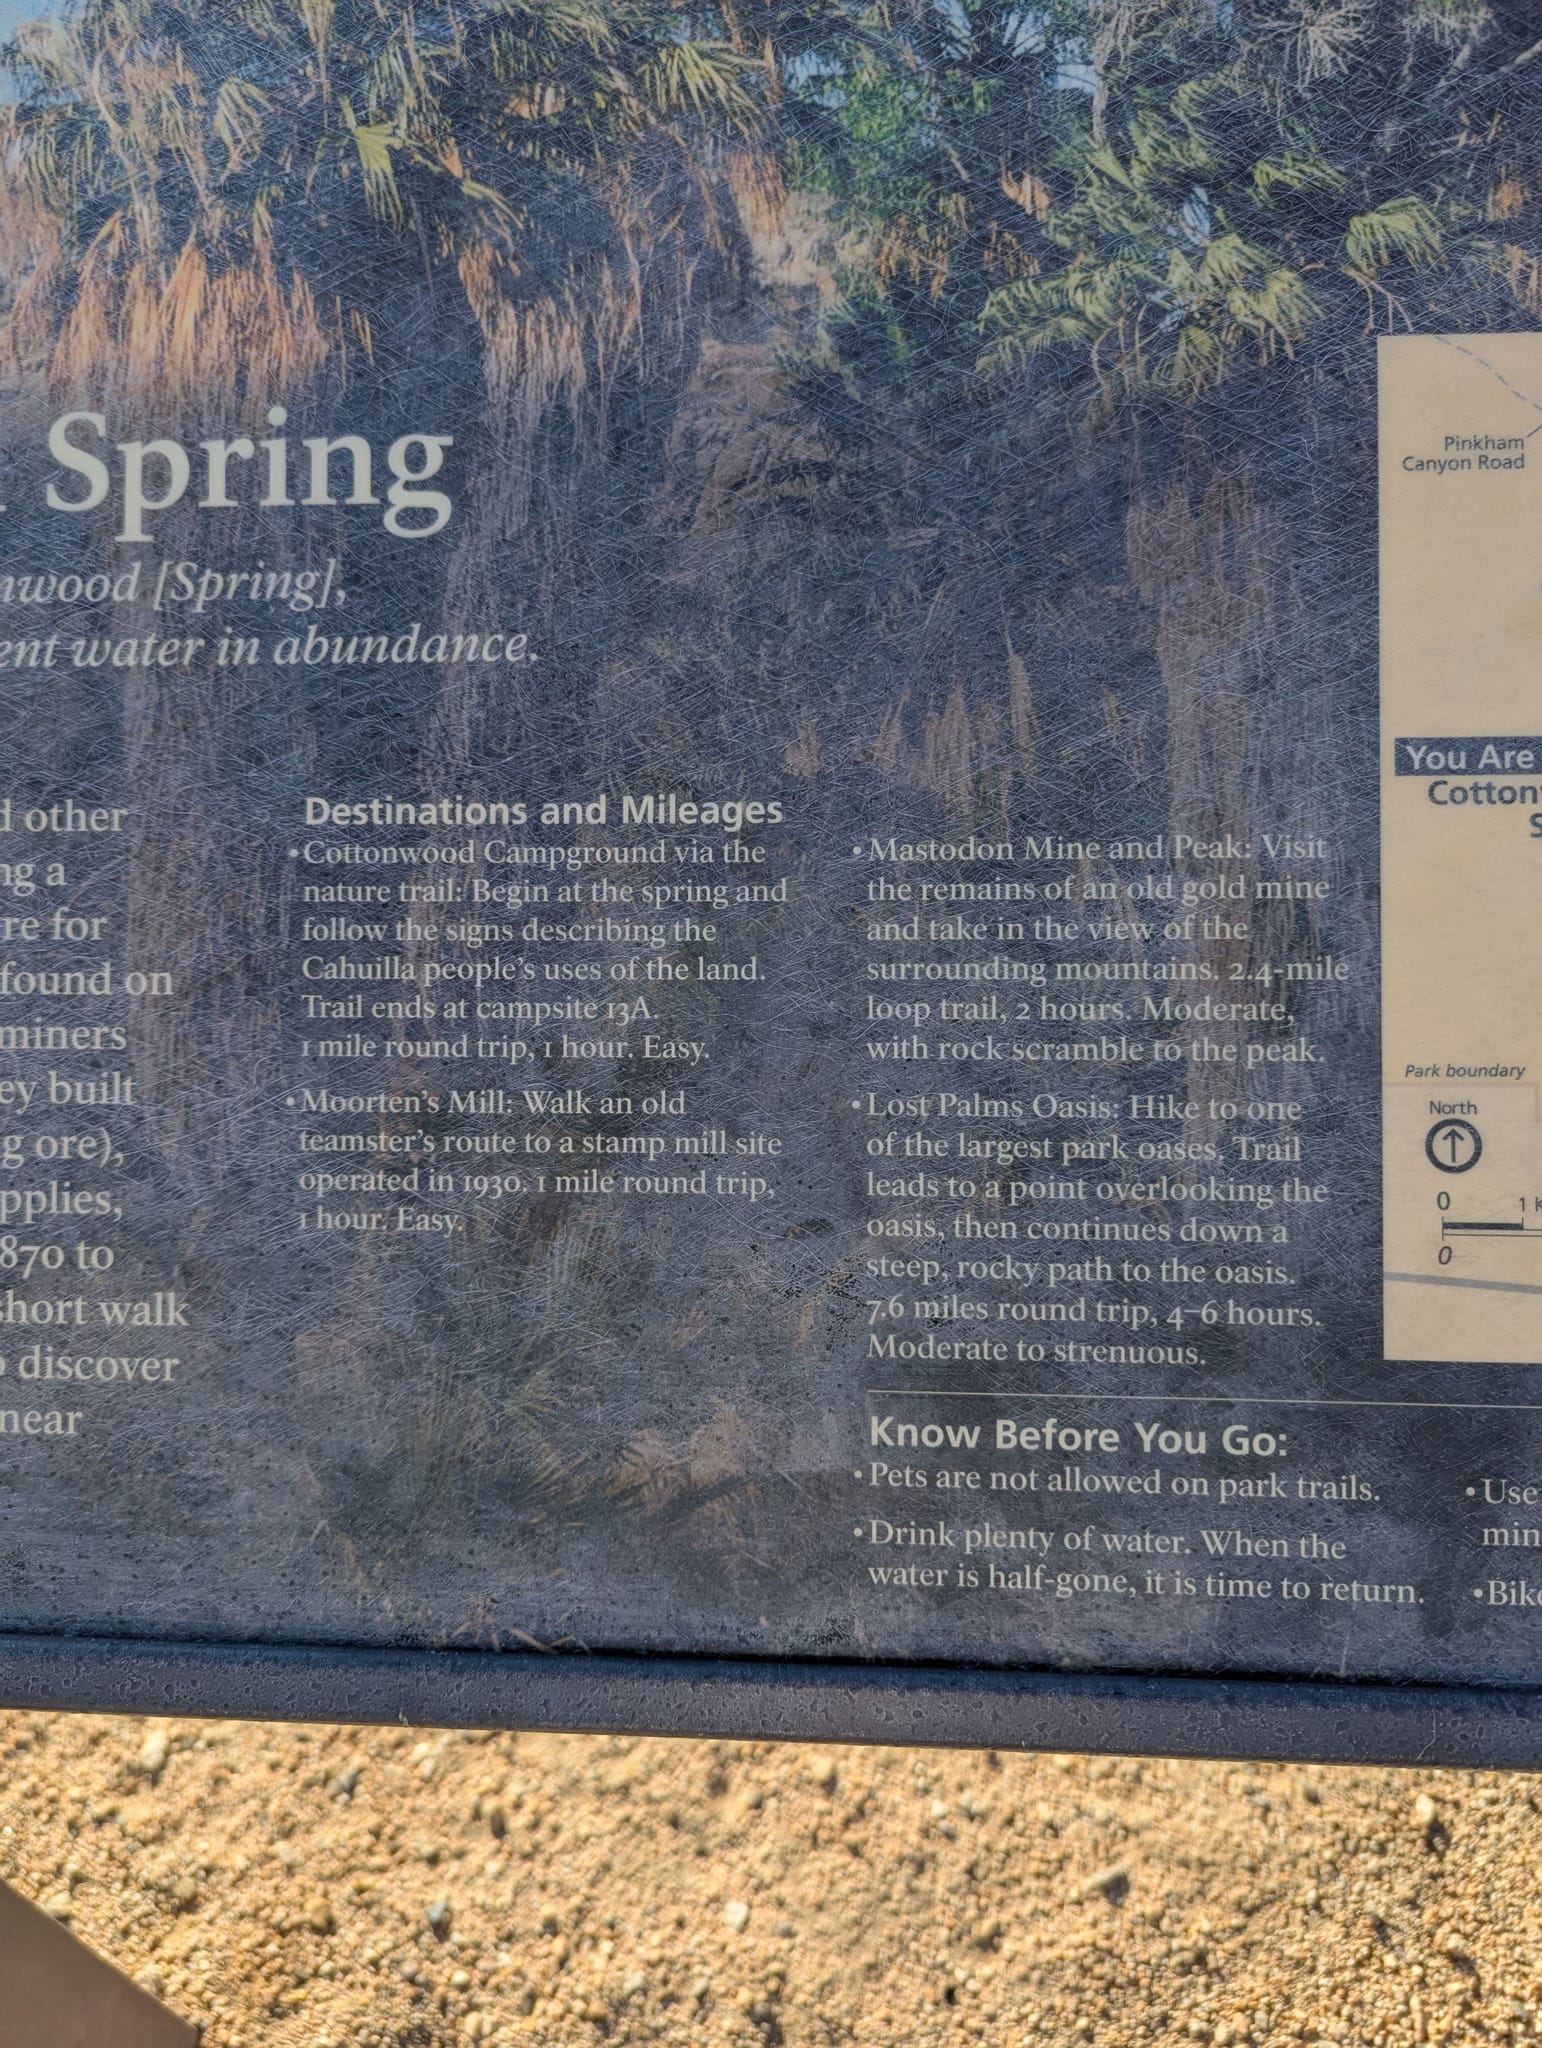 Spring
[Spring],
water in abundance.
other
a
for
found on
miners
built
ore),
870 to
short walk
discover
near
Destinations and Mileages
•Cottonwood Campground via the
nature trail: Begin at the spring and
follow the signs describing the
Cahuilla people's uses of the land.
Trail ends at campsite 13A.
1 mile round trip, 1 hour. Easy.
•Moorten's Mill: Walk an old
teamster's route to a stamp mill site
operated in 1930. 1 mile round trip,
1 hour. Easy.
•Mastodon Mine and Peak: Visit
the remains of an old gold mine
and take in the view of the
surrounding mountains. 2.4-mile
loop trail, 2 hours. Moderate,
with rock scramble to the peak.
•Lost Palms Oasis: Hike to one
of the largest park oases. Trail
leads to a point overlooking the
oasis, then continues down a
steep, rocky path to the oasis.
7.6 miles round trip, 4–6 hours.
Moderate to strenuous.
Know Before You Go:
•Pets are not allowed on park trails.
•Drink plenty of water. When the
water is half-gone, it is time to return.
•Use
min
•Bike
Pinkham
Canyon Road
You Are
Park boundary
North
0
1
0